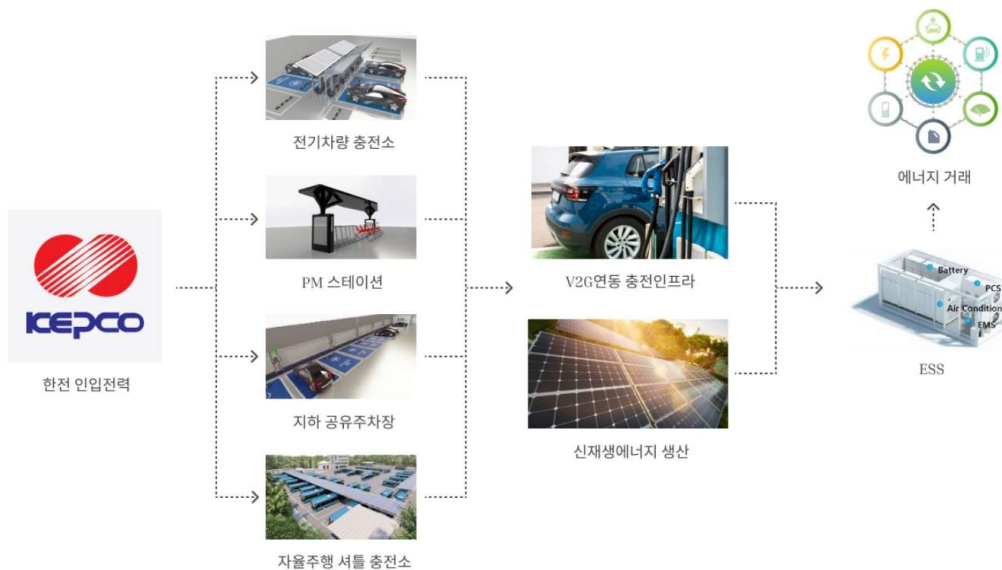 KEPCO
한전 인입전력
전기차량 충전소
PM 스테이션
지하 공유주차장
자율주행 셔틀 충전소
V2G연동 충전인프라
신재생에너지 생산
에너지 거래
Battery
PCS
Air Condition
EMS
ESS